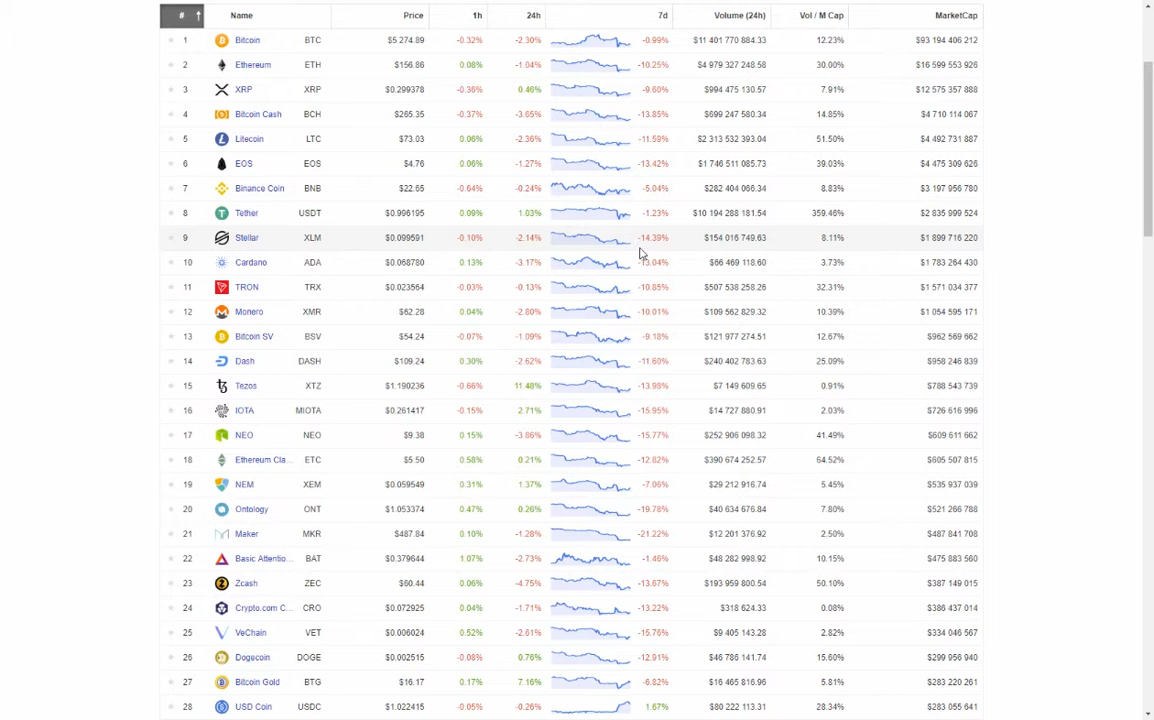 # ↑ Name Price 1h 24h 7d Volume (24h) Vol / M Cap MarketCap
1 Bitcoin BTC $5 274.89 -0.32% -2.30% -0.99% $11 401 770 884.33 12.23% $93 194 406 212
2 Ethereum ETH $156.86 0.08% -1.04% -10.25% $4 979 327 248.58 30.00% $16 599 553 926
3 XRP XRP $0.299378 -0.36% 0.46% -9.60% $994 475 130.57 7.91% $12 575 357 888
4 Bitcoin Cash BCH $265.35 -0.37% -3.65% -13.85% $699 247 580.34 14.85% $4 710 114 067
5 Litecoin LTC $73.03 0.06% -2.36% -11.59% $2 313 532 393.04 51.50% $4 492 731 887
6 EOS EOS $4.76 0.06% -1.27% -13.42% $1 746 511 085.73 39.03% $4 475 309 626
7 Binance Coin BNB $22.65 -0.64% -0.24% -5.04% $282 404 066.34 8.83% $3 197 956 780
8 Tether USDT $0.996195 0.09% 1.03% -1.23% $10 194 288 181.54 359.46% $2 835 999 524
9 Stellar XLM $0.099591 -0.10% -2.14% -14.39% $154 016 749.63 8.11% $1 899 716 220
10 Cardano ADA $0.068780 0.13% -3.17% -13.04% $66 469 118.60 3.73% $1 783 264 430
11 TRON TRX $0.023564 -0.03% -0.13% -10.85% $507 538 258.26 32.31% $1 571 034 377
12 Monero XMR $62.28 0.04% -2.80% -10.01% $109 562 829.32 10.39% $1 054 595 171
13 Bitcoin SV BSV $54.24 -0.07% -1.09% -9.18% $121 977 274.51 12.67% $962 569 662
14 Dash DASH $109.24 0.30% -2.62% -11.60% $240 402 783.63 25.09% $958 246 839
15 Tezos XTZ $1.190236 -0.66% 11.48% -13.98% $7 149 609.65 0.91% $788 543 739
16 IOTA MIOTA $0.261417 -0.15% 2.71% -15.95% $14 727 880.91 2.03% $726 616 996
17 NEO NEO $9.38 0.15% -3.86% -15.77% $252 906 098.32 41.49% $609 611 662
18 Ethereum Cla... ETC $5.50 0.58% 0.21% -12.82% $390 674 252.57 64.52% $605 507 815
19 NEM XEM $0.059549 0.31% 1.37% -7.06% $29 212 916.74 5.45% $535 937 039
20 Ontology ONT $1.053374 0.47% 0.26% -19.78% $40 634 676.84 7.80% $521 266 788
21 Maker MKR $487.84 0.10% -1.28% -21.22% $12 201 376.92 2.50% $487 841 708
22 Basic Attentio... BAT $0.379644 1.07% -2.73% -1.46% $48 282 998.92 10.15% $475 883 560
23 Zcash ZEC $60.44 0.06% -4.75% -13.67% $193 959 800.54 50.10% $387 149 015
24 Crypto.com C... CRO $0.072925 0.04% -1.71% -13.22% $318 624.33 0.08% $386 437 014
25 VeChain VET $0.006024 0.52% -2.61% -15.76% $9 405 143.28 2.82% $334 046 567
26 Dogecoin DOGE $0.002515 -0.08% 0.76% -12.91% $46 786 141.74 15.60% $299 956 940
27 Bitcoin Gold BTG $16.17 0.17% 7.16% -6.82% $16 465 816.96 5.81% $283 220 261
28 USD Coin USDC $1.022415 -0.05% -0.26% 1.67% $80 222 113.31 28.34% $283 055 641